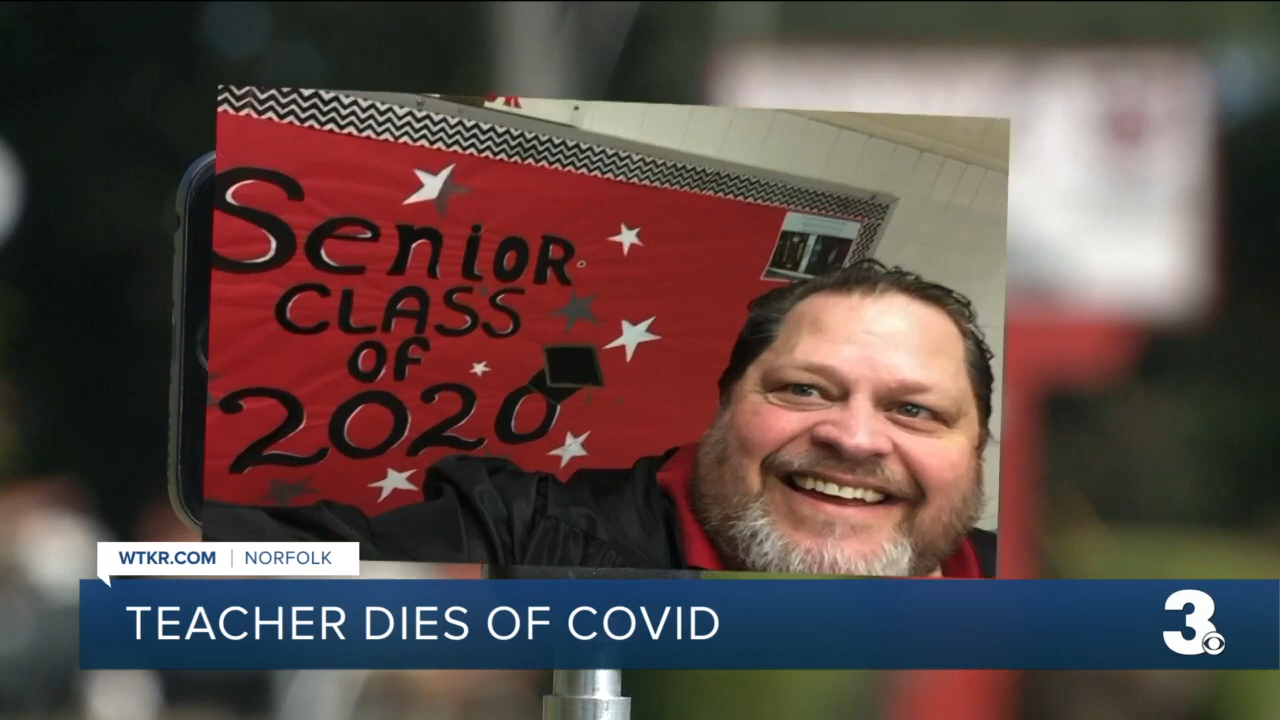 SENIOR
CLASS
OF
2020
WTKR.COM | NORFOLK
TEACHER DIES OF COVID
3